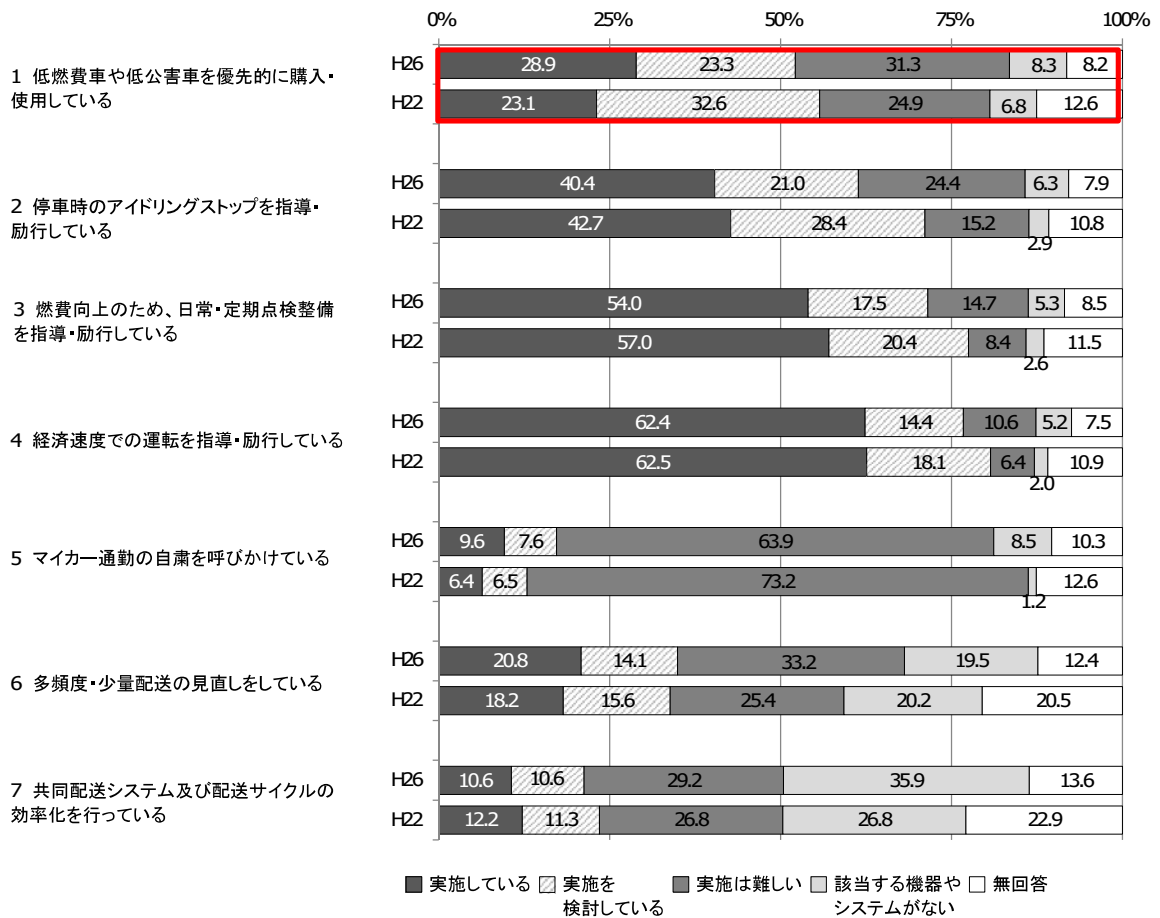 0% 25% 50% 75% 100%
1 低燃費車や低公害車を優先的に購入・
使用している
H26 28.9 23.3 31.3 8.3 8.2
H22 23.1 32.6 24.9 6.8 12.6
2 停車時のアイドリングストップを指導・
励行している
H26 40.4 21.0 24.4 6.3 7.9
H22 42.7 28.4 15.2 2.9 10.8
3 燃費向上のため、日常・定期点検整備
を指導・励行している
H26 54.0 17.5 14.7 5.3 8.5
H22 57.0 20.4 8.4 2.6 11.5
4 経済速度での運転を指導・励行している
H26 62.4 14.4 10.6 5.2 7.5
H22 62.5 18.1 6.4 2.0 10.9
5 マイカー通勤の自粛を呼びかけている
H26 9.6 7.6 63.9 8.5 10.3
H22 6.4 6.5 73.2 1.2 12.6
6 多頻度・少量配送の見直しをしている
H26 20.8 14.1 33.2 19.5 12.4
H22 18.2 15.6 25.4 20.2 20.5
7 共同配送システム及び配送サイクルの
効率化を行っている
H26 10.6 10.6 29.2 35.9 13.6
H22 12.2 11.3 26.8 26.8 22.9
実施している
実施を
検討している
実施は難しい
該当する機器や
システムがない
無回答